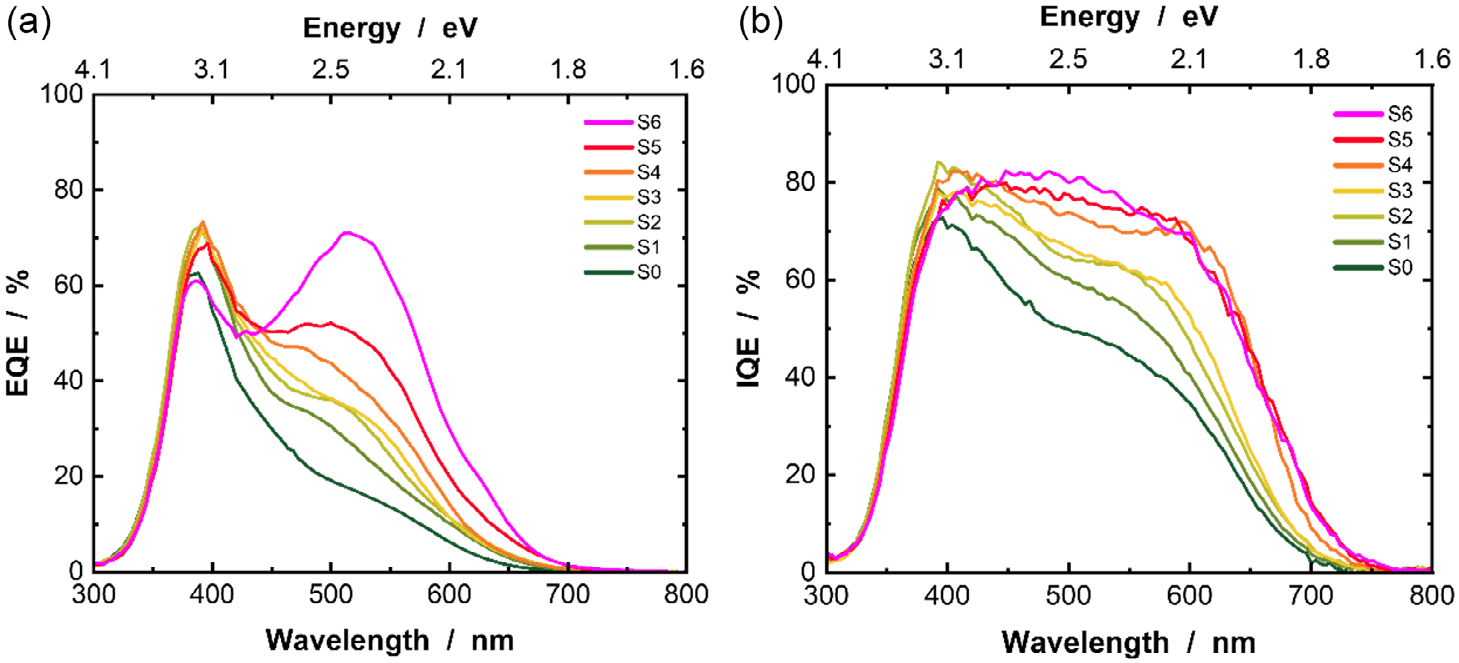 (a)
Energy / eV
4.1 3.1 2.5 2.1 1.8 1.6
100
80
60
40
20
0
EQE / %
S6
S5
S4
S3
S2
S1
S0
300 400 500 600 700 800
Wavelength / nm
(b)
Energy / eV
4.1 3.1 2.5 2.1 1.8 1.6
100
80
60
40
20
0
IQE / %
S6
S5
S4
S3
S2
S1
S0
300 400 500 600 700 800
Wavelength / nm